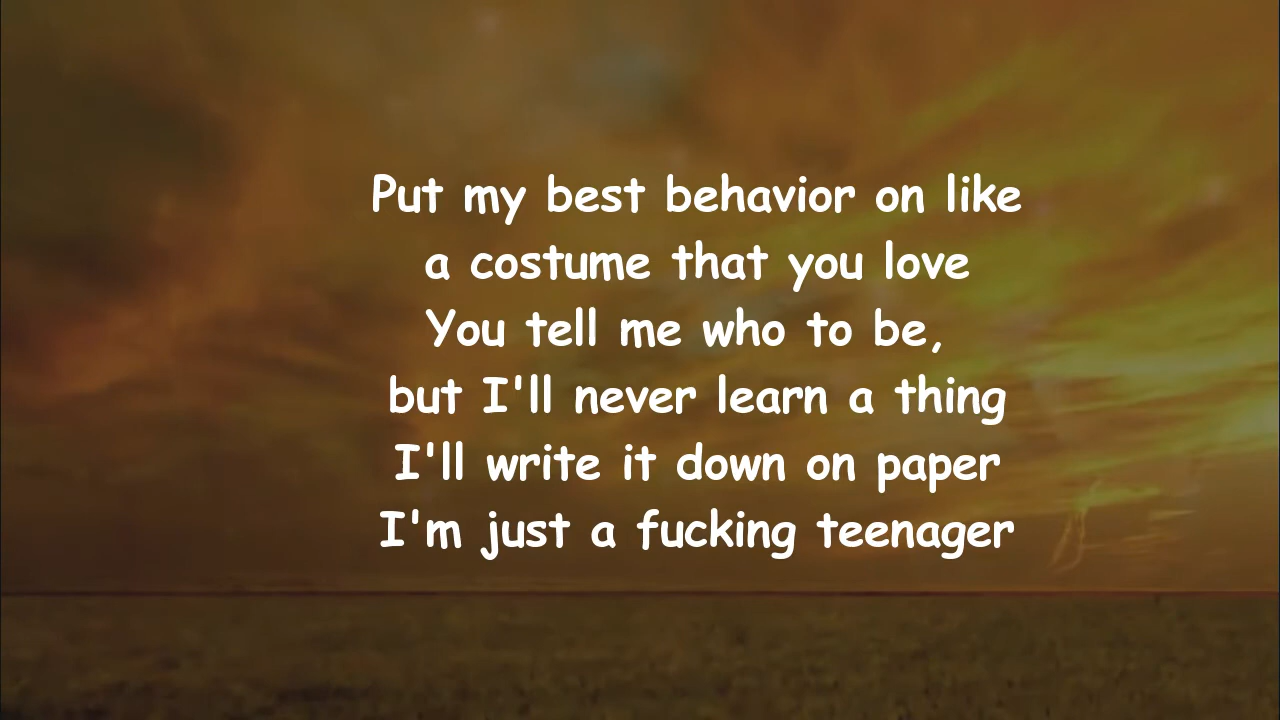 Put my best behavior on like
a costume that you love
You tell me who to be,
but I'll never learn a thing
I'll write it down on paper
I'm just a fucking teenager